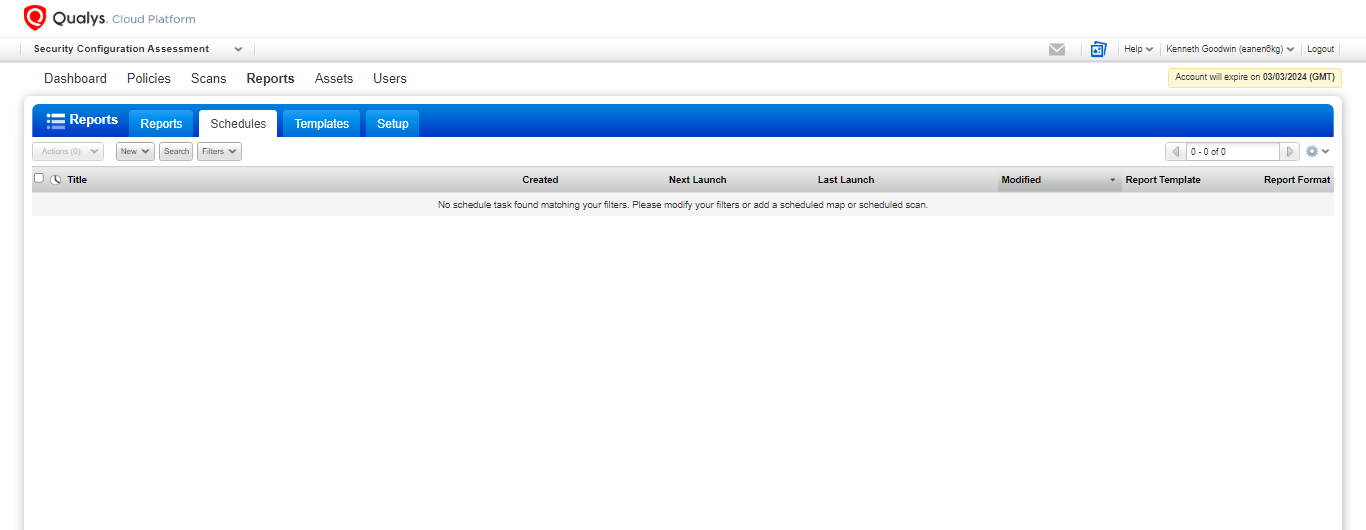 Qualys. Cloud Platform
Security Configuration Assessment
Help
Kenneth Goodwin (eanen6kg)
Logout
Dashboard Policies Scans Reports Assets Users
Account will expire on 03/03/2024 (GMT)
Reports Reports Schedules Templates Setup
Actions (0) New Search Filters 0 - 0 of 0
Title Created Next Launch Last Launch Modified Report Template Report Format
No schedule task found matching your filters. Please modify your filters or add a scheduled map or scheduled scan.